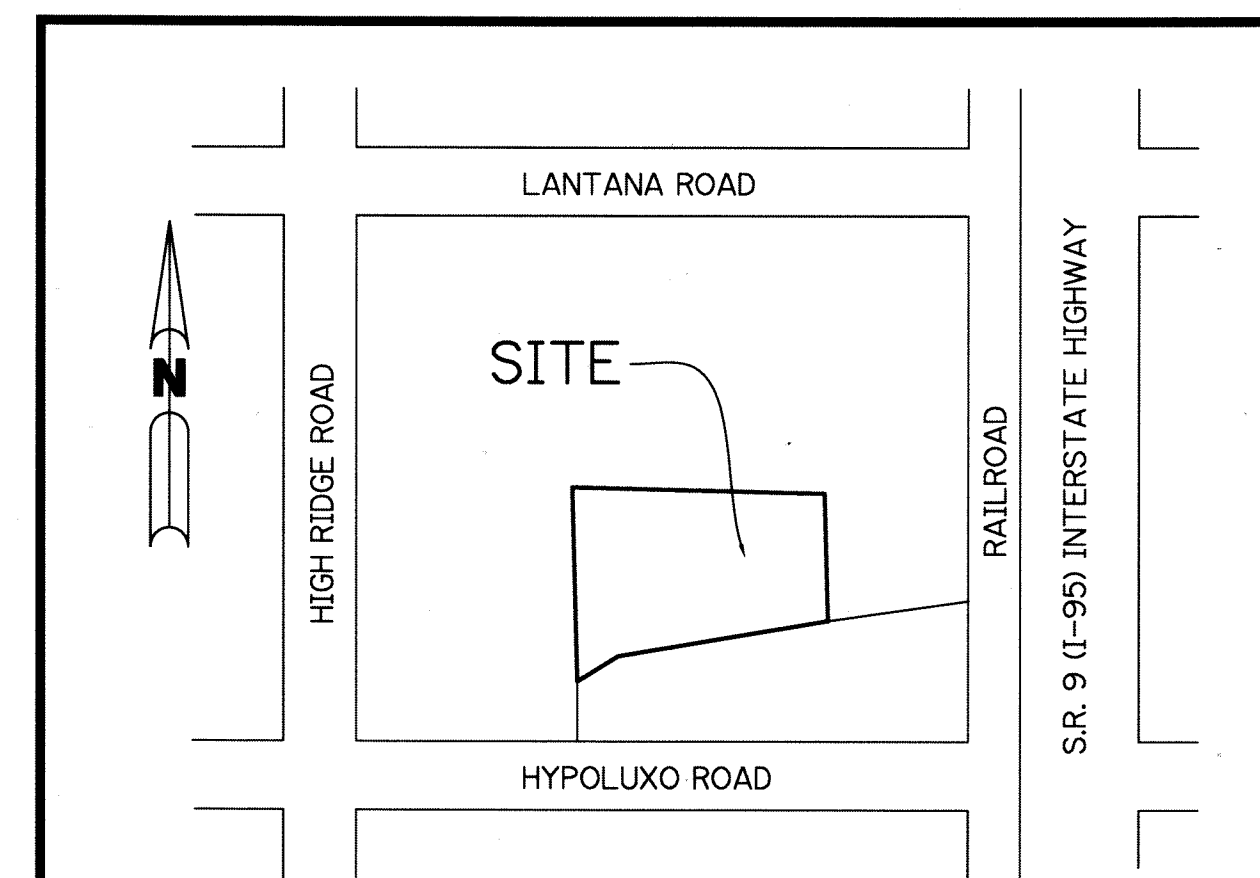 LANTANA ROAD
N
SITE
HIGH RIDGE ROAD
RAILROAD
S.R. 9 (I-95) INTERSTATE HIGHWAY
HYPOLUXO ROAD